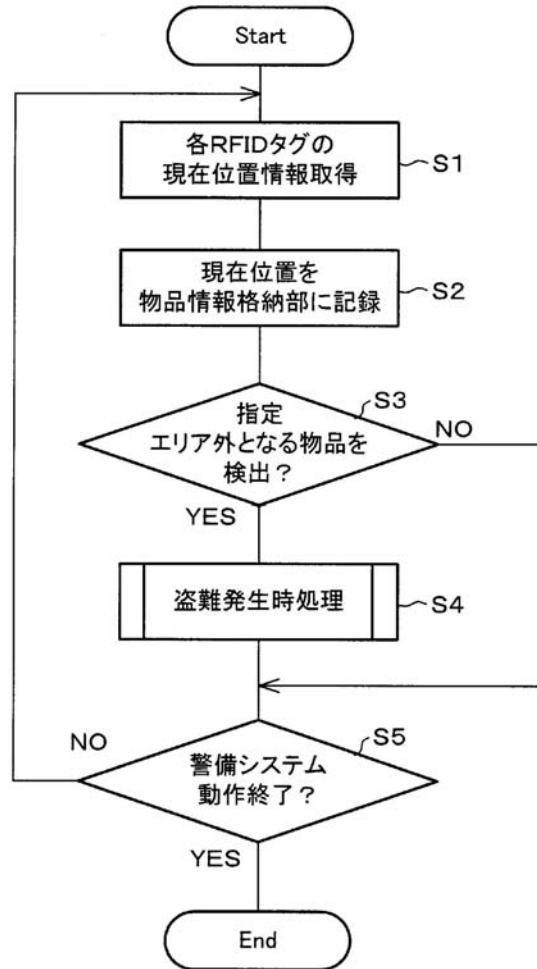 Start
各RFIDタグの
現在位置情報取得
S1
現在位置を
物品情報格納部に記録
S2
指定
エリア外となる物品を
検出？
S3
NO
YES
盗難発生時処理
S4
NO
警備システム
動作終了？
S5
YES
End